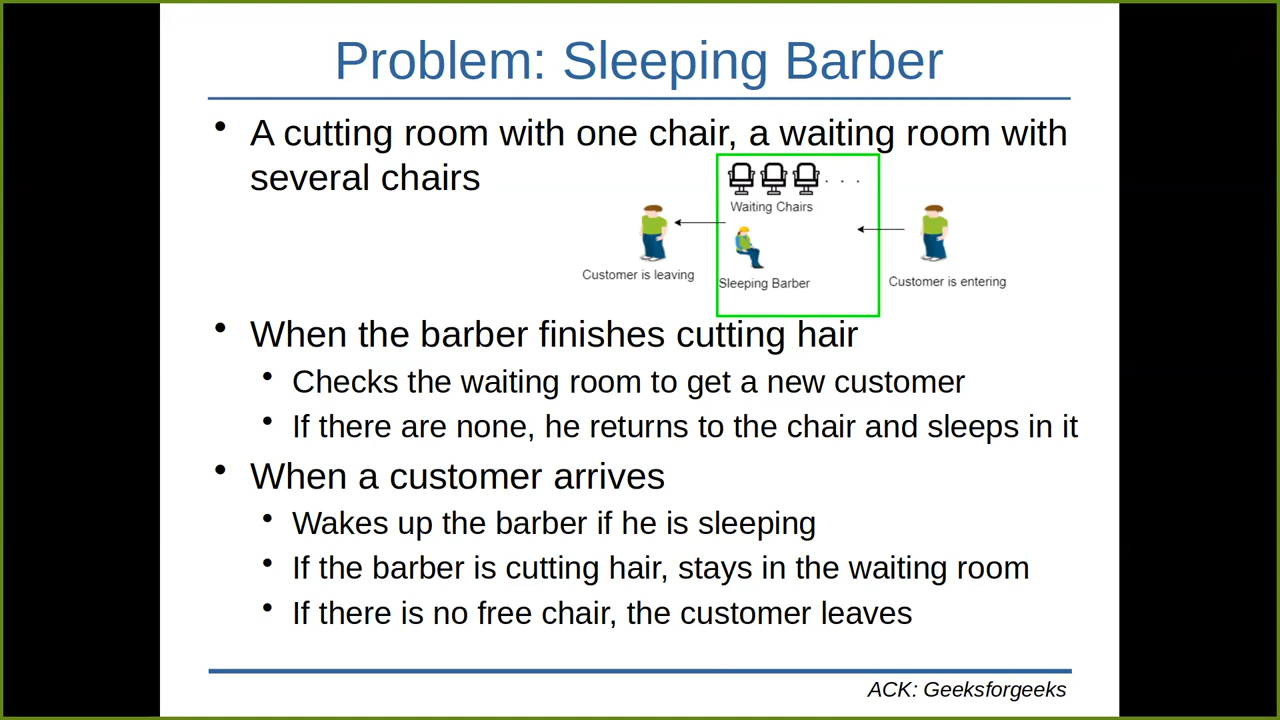 Problem: Sleeping Barber
• A cutting room with one chair, a waiting room with
several chairs
. . .
Waiting Chairs
Customer is leaving
Sleeping Barber
Customer is entering
• When the barber finishes cutting hair
• Checks the waiting room to get a new customer
• If there are none, he returns to the chair and sleeps in it
• When a customer arrives
• Wakes up the barber if he is sleeping
• If the barber is cutting hair, stays in the waiting room
• If there is no free chair, the customer leaves
ACK: Geeksforgeeks